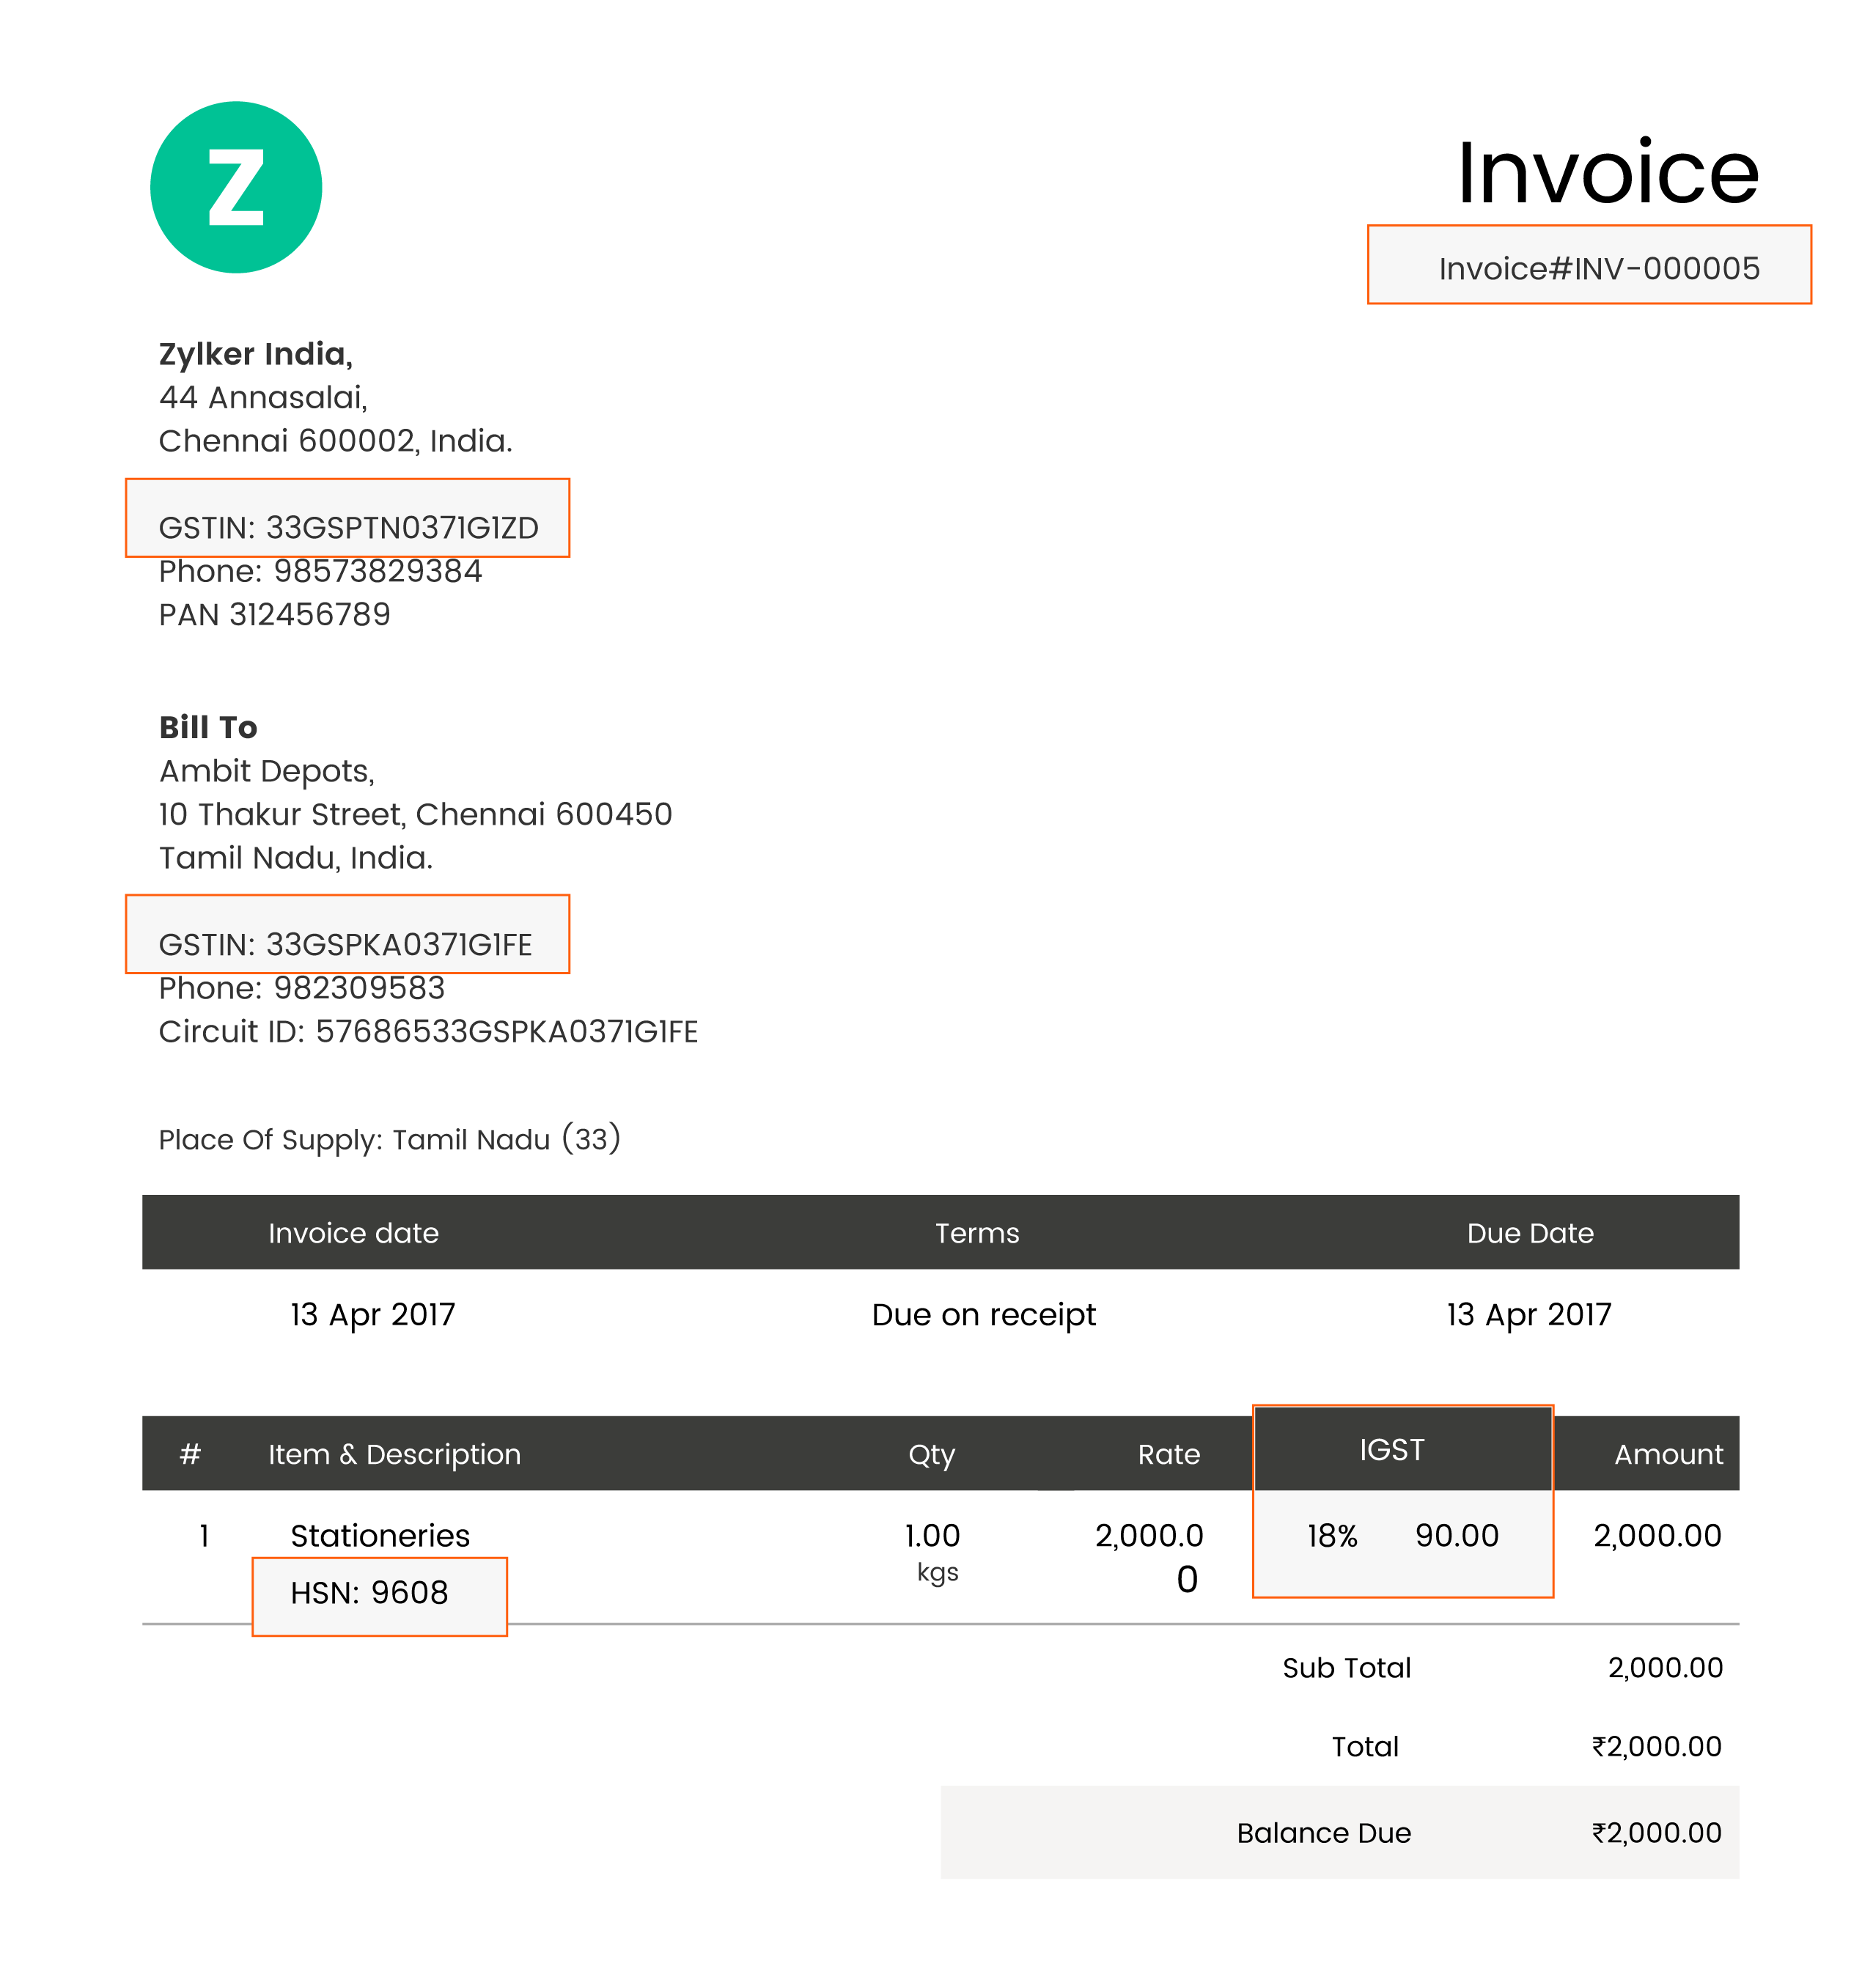 Z
Invoice
Invoice#INV-000005
Zylker India,
44 Annasalai,
Chennai 600002, India.
GSTIN: 33GSPTN0371G1ZD
Phone: 98573829384
PAN 312456789
Bill To
Ambit Depots,
10 Thakur Street, Chennai 600450
Tamil Nadu, India.
GSTIN: 33GSPKA0371G1FE
Phone: 982309583
Circuit ID: 57686533GSPKA0371G1FE
Place Of Supply: Tamil Nadu (33)
Invoice date Terms Due Date
13 Apr 2017 Due on receipt 13 Apr 2017
# Item & Description Qty Rate IGST Amount
1 Stationeries 1.00 2,000.0 18% 90.00 2,000.00
kgs 0
HSN: 9608
Sub Total 2,000.00
Total ₹2,000.00
Balance Due ₹2,000.00